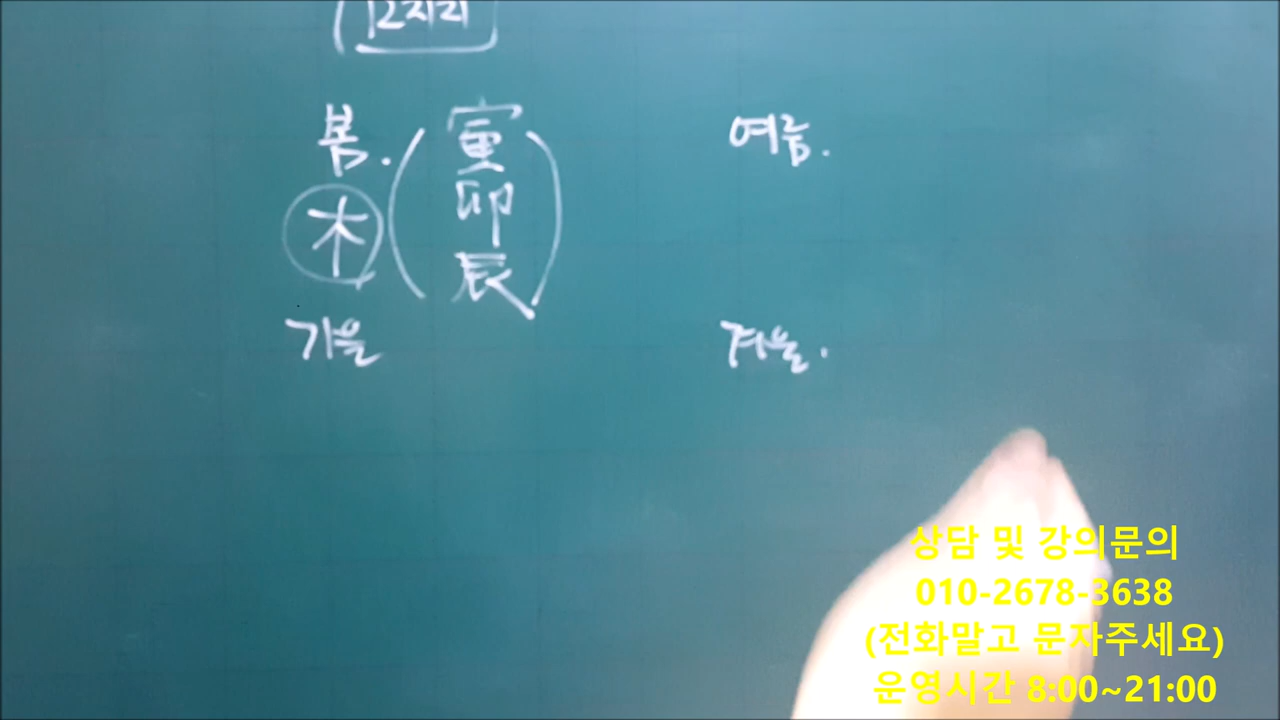 12지리
봄. (寅
여름.
木 卯
辰)
가을
겨울.
상담 및 강의문의
010-2678-3638
(전화말고 문자주세요)
운영시간 8:00~21:00